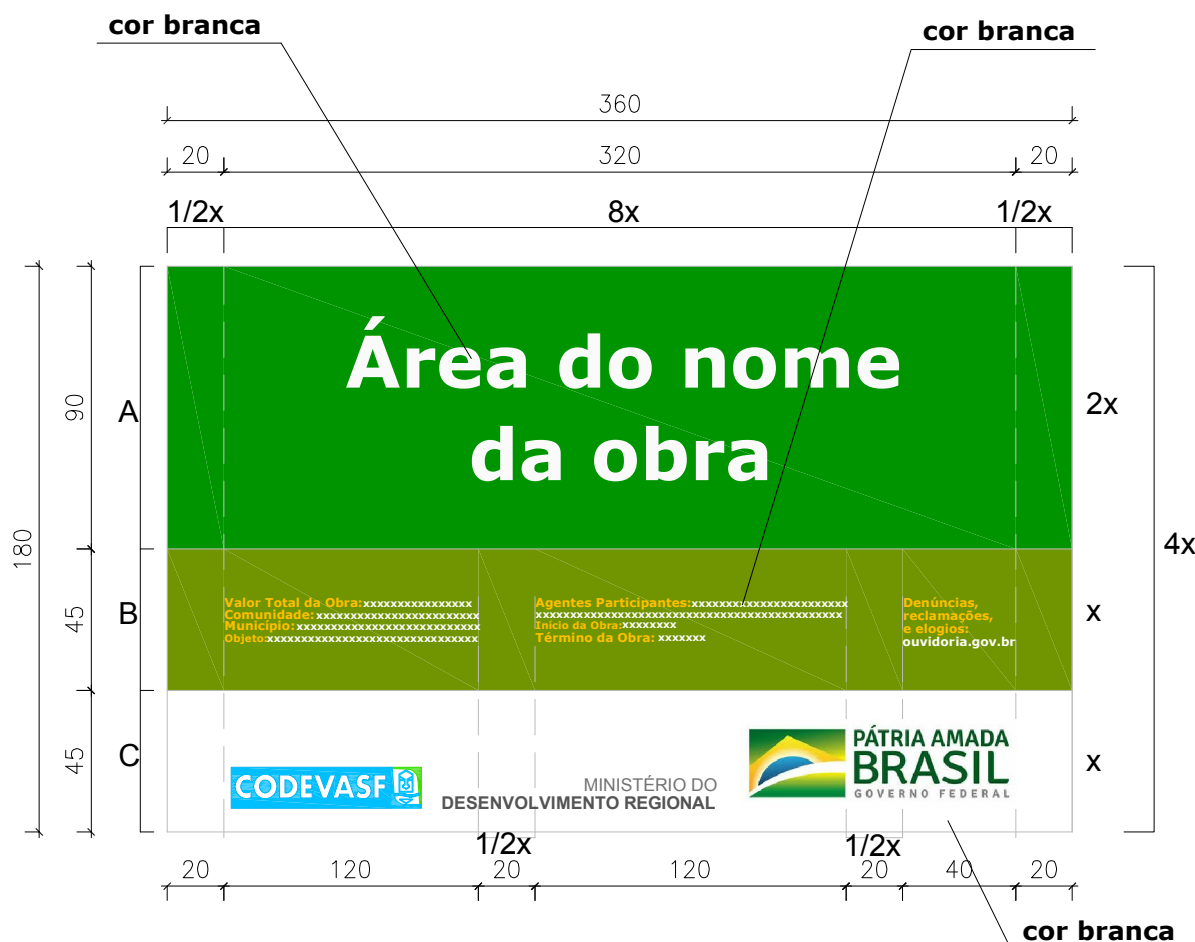 cor branca
cor branca
360
20 320 20
1/2x 8x 1/2x
180
90
A
Área do nome
da obra
2x
4x
45
B
Valor Total da Obra:xxxxxxxxxxxxxxxx
Comunidade: xxxxxxxxxxxxxxxxxxxxxxxx
Município:xxxxxxxxxxxxxxxxxxxxxxxxxxx
Objeto:xxxxxxxxxxxxxxxxxxxxxxxxxxxxxxx
Agentes Participantes:xxxxxxxxxxxxxxxxxxxxxxx
xxxxxxxxxxxxxxxxxxxxxxxxxxxxxxxxxxxxxxxxxxxxx
Início da Obra:xxxxxxxx
Término da Obra: xxxxxxx
Denúncias,
reclamações,
e elogios:
ouvidoria.gov.br
x
45
C
CODEVASF
MINISTÉRIO DO
DESENVOLVIMENTO REGIONAL
PÁTRIA AMADA
BRASIL
GOVERNO FEDERAL
x
1/2x 1/2x
20 120 20 120 20 40 20
cor branca